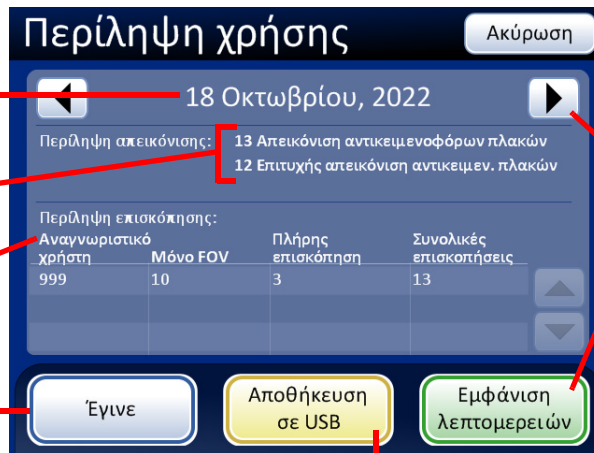 Περίληψη χρήσης
Ακύρωση
18 Οκτωβρίου, 2022
Περίληψη απεικόνισης: 13 Απεικόνιση αντικειμενοφόρων πλακών
12 Επιτυχής απεικόνιση αντικειμεν. πλακών
Περίληψη επισκόπησης:
Αναγνωριστικό χρήστη Μόνο FOV Πλήρης επισκόπηση Συνολικές επισκοπήσεις
999 10 3 13
Έγινε
Αποθήκευση
σε USB
Εμφάνιση
λεπτομερειών